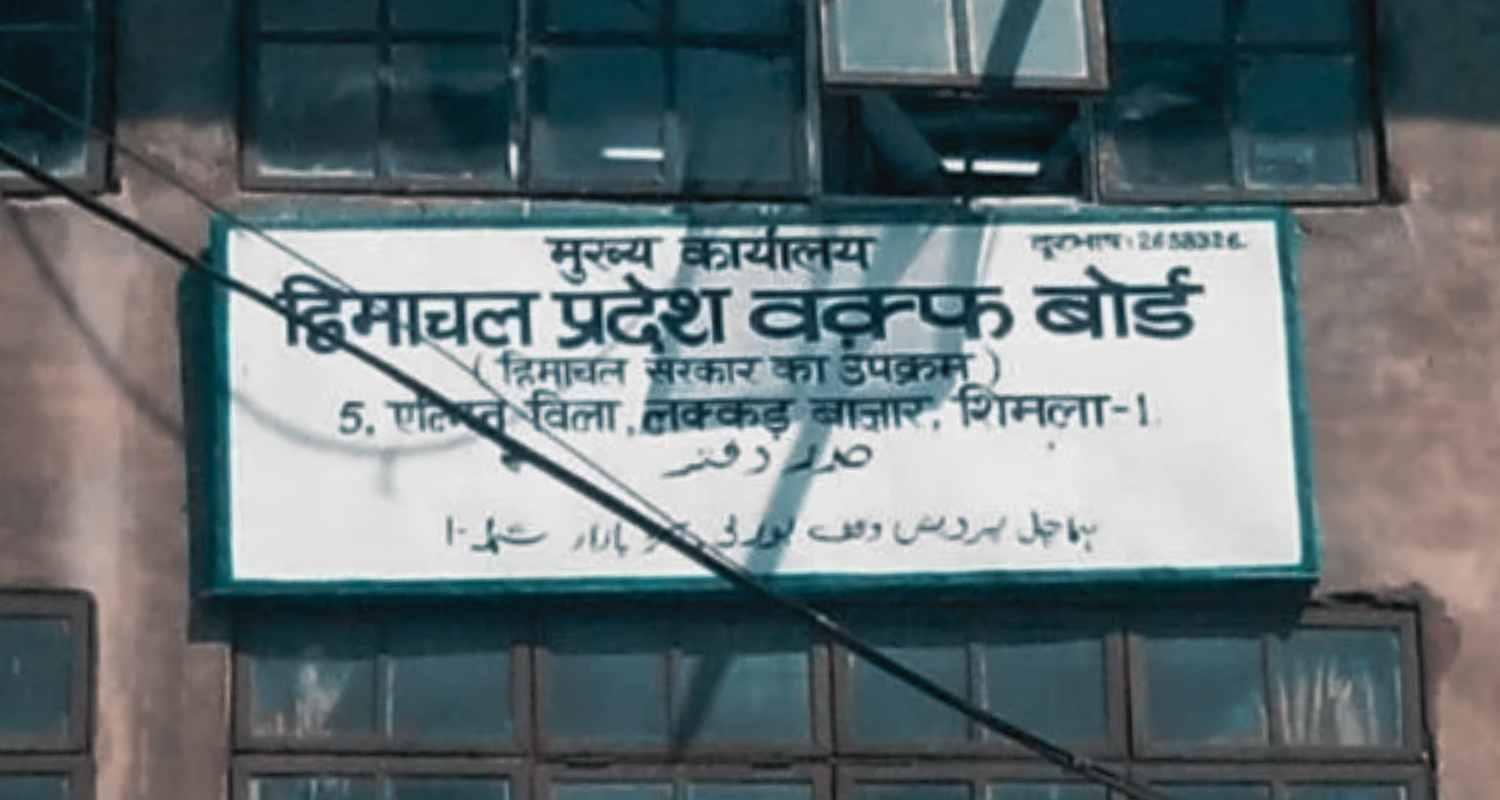 मुख्य कार्यालय
दूरभाष : 2658326
हिमाचल प्रदेश वक़्फ बोर्ड
( हिमाचल सरकार का उपक्रम )
5, विला, लक्कड़ बाज़ार, शिमला-1
صدر دفتر
ہماچل پردیش وقف بورڈ لکڑ بازار شملہ-1